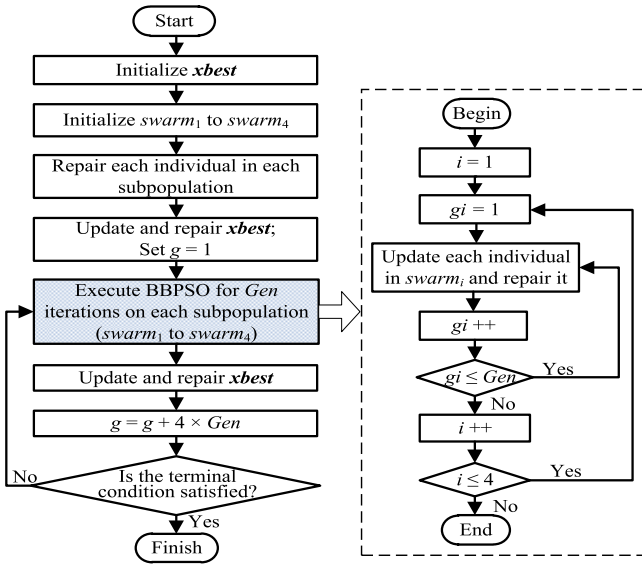 Start
Initialize xbest
Initialize swarm₁ to swarm₄
Repair each individual in each
subpopulation
Update and repair xbest;
Set g = 1
Execute BBPSO for Gen
iterations on each subpopulation
(swarm₁ to swarm₄)
Update and repair xbest
g = g + 4 × Gen
Is the terminal
condition satisfied?
No
Yes
Finish
Begin
i = 1
gi = 1
Update each individual
in swarmᵢ and repair it
gi ++
gi ≤ Gen
Yes
No
i ++
i ≤ 4
Yes
No
End